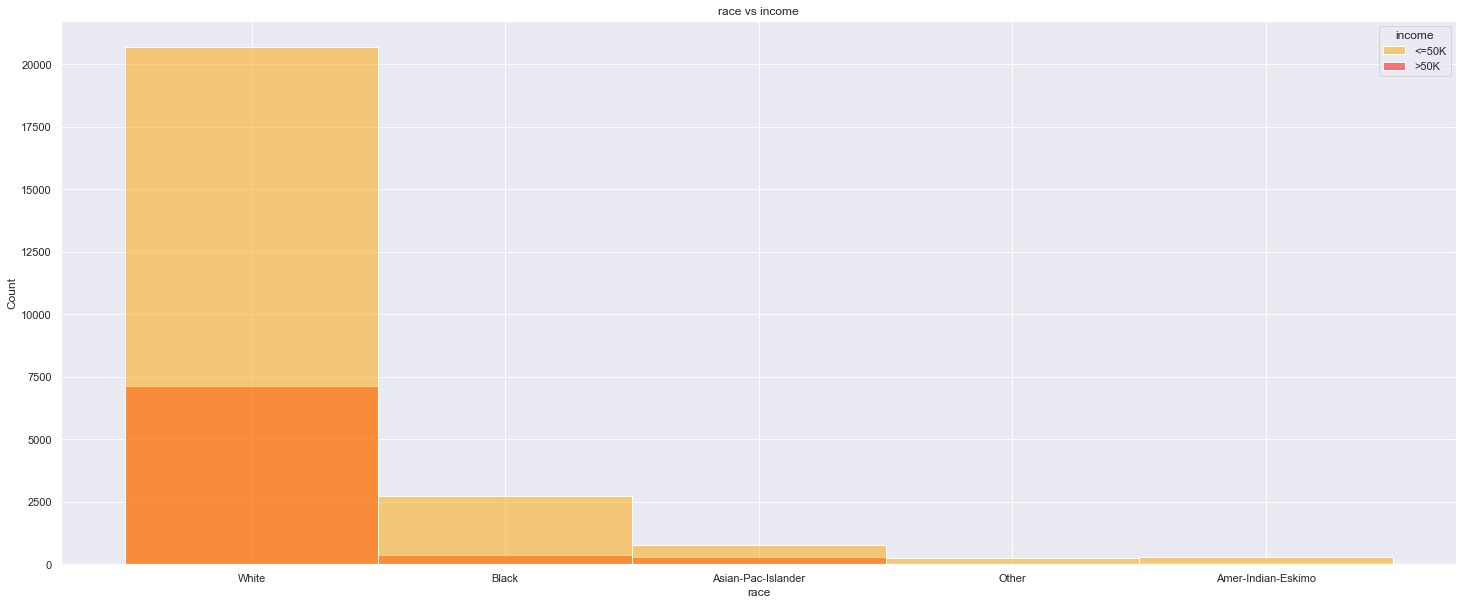 race vs income
income
<=50K
>50K
20000
17500
15000
12500
10000
7500
5000
2500
0
Count
White
Black
Asian-Pac-Islander
Other
Amer-Indian-Eskimo
race